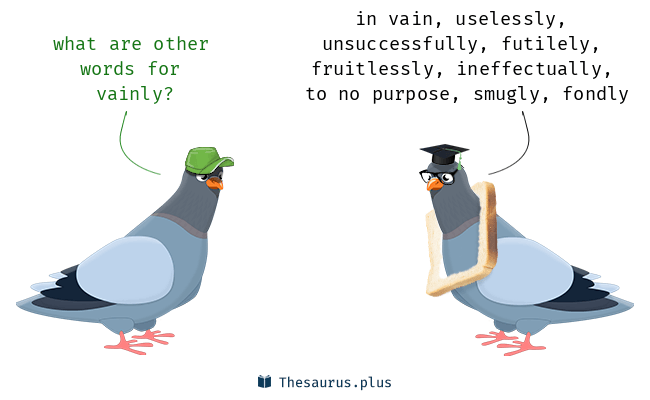 what are other
words for
vainly?
in vain, uselessly,
unsuccessfully, futilely,
fruitlessly, ineffectually,
to no purpose, smugly, fondly
Thesaurus.plus